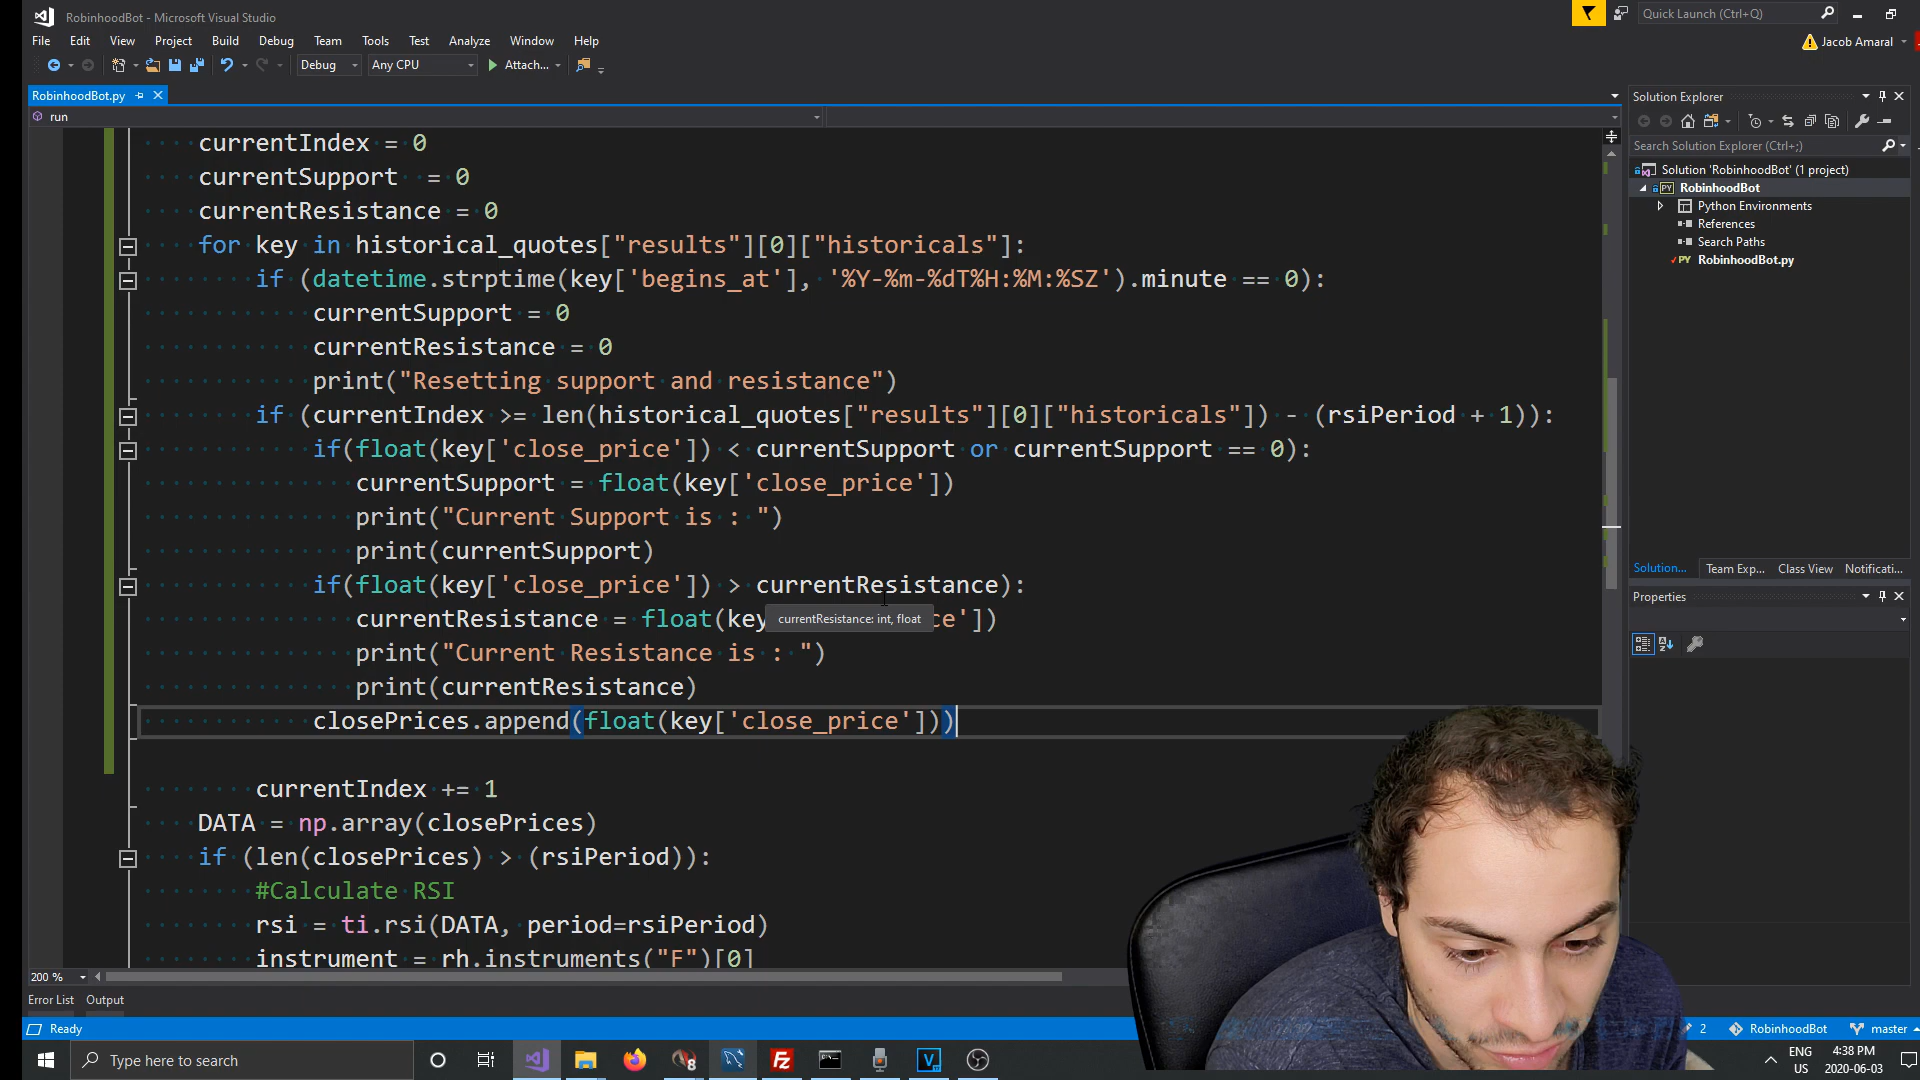 RobinhoodBot - Microsoft Visual Studio
Quick Launch (Ctrl+Q)
File Edit View Project Build Debug Team Tools Test Analyze Window Help
Jacob Amaral
Debug Any CPU Attach...
RobinhoodBot.py
run
currentIndex = 0
currentSupport = 0
currentResistance = 0
for key in historical_quotes["results"][0]["historicals"]:
if (datetime.strptime(key['begins_at'], '%Y-%m-%dT%H:%M:%SZ').minute == 0):
currentSupport = 0
currentResistance = 0
print("Resetting support and resistance")
if (currentIndex >= len(historical_quotes["results"][0]["historicals"]) - (rsiPeriod + 1)):
if(float(key['close_price']) < currentSupport or currentSupport == 0):
currentSupport = float(key['close_price'])
print("Current Support is : ")
print(currentSupport)
if(float(key['close_price']) > currentResistance):
currentResistance = float(key ce'])
currentResistance: int, float
print("Current Resistance is : ")
print(currentResistance)
closePrices.append(float(key['close_price']))
currentIndex += 1
DATA = np.array(closePrices)
if (len(closePrices) > (rsiPeriod)):
#Calculate RSI
rsi = ti.rsi(DATA, period=rsiPeriod)
instrument = rh.instruments("F")[0]
200 %
Error List Output
Ready
Solution Explorer
Search Solution Explorer (Ctrl+;)
Solution 'RobinhoodBot' (1 project)
PY RobinhoodBot
Python Environments
References
Search Paths
PY RobinhoodBot.py
Solution... Team Exp... Class View Notificati...
Properties
2 RobinhoodBot master
Type here to search
8
ENG
US
4:38 PM
2020-06-03